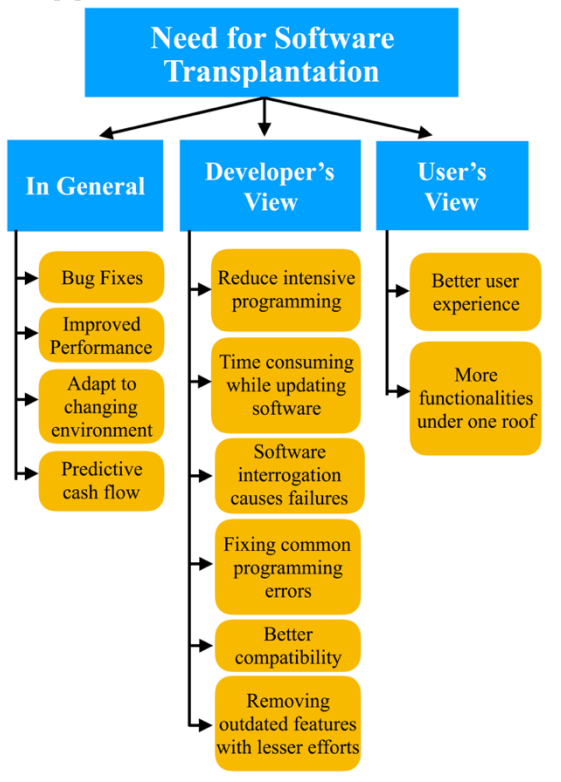 Need for Software
Transplantation
In General
Bug Fixes
Improved
Performance
Adapt to
changing
environment
Predictive
cash flow
Developer's
View
Reduce intensive
programming
Time consuming
while updating
software
Software
interrogation
causes failures
Fixing common
programming
errors
Better
compatibility
Removing
outdated features
with lesser efforts
User's
View
Better user
experience
More
functionalities
under one roof